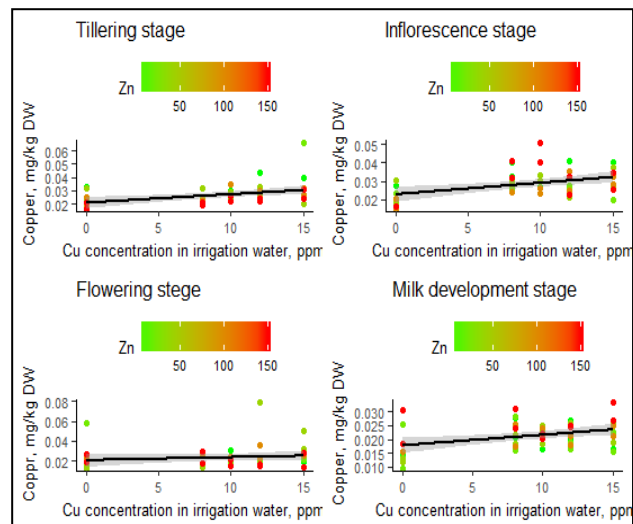 Tillering stage
Zn
50 100 150
Copper, mg/kg DW
0.06
0.05
0.04
0.03
0.02
0 5 10 15
Cu concentration in irrigation water, ppm
Inflorescence stage
Zn
50 100 150
Copper, mg/kg DW
0.05
0.04
0.03
0.02
0 5 10 15
Cu concentration in irrigation water, ppm
Flowering stege
Zn
50 100 150
Coppr, mg/kg DW
0.08
0.06
0.04
0.02
0 5 10 15
Cu concentration in irrigation water, ppm
Milk development stage
Zn
50 100 150
Copper, mg/kg DW
0.030
0.025
0.020
0.015
0.010
0 5 10 15
Cu concentration in irrigation water, ppm